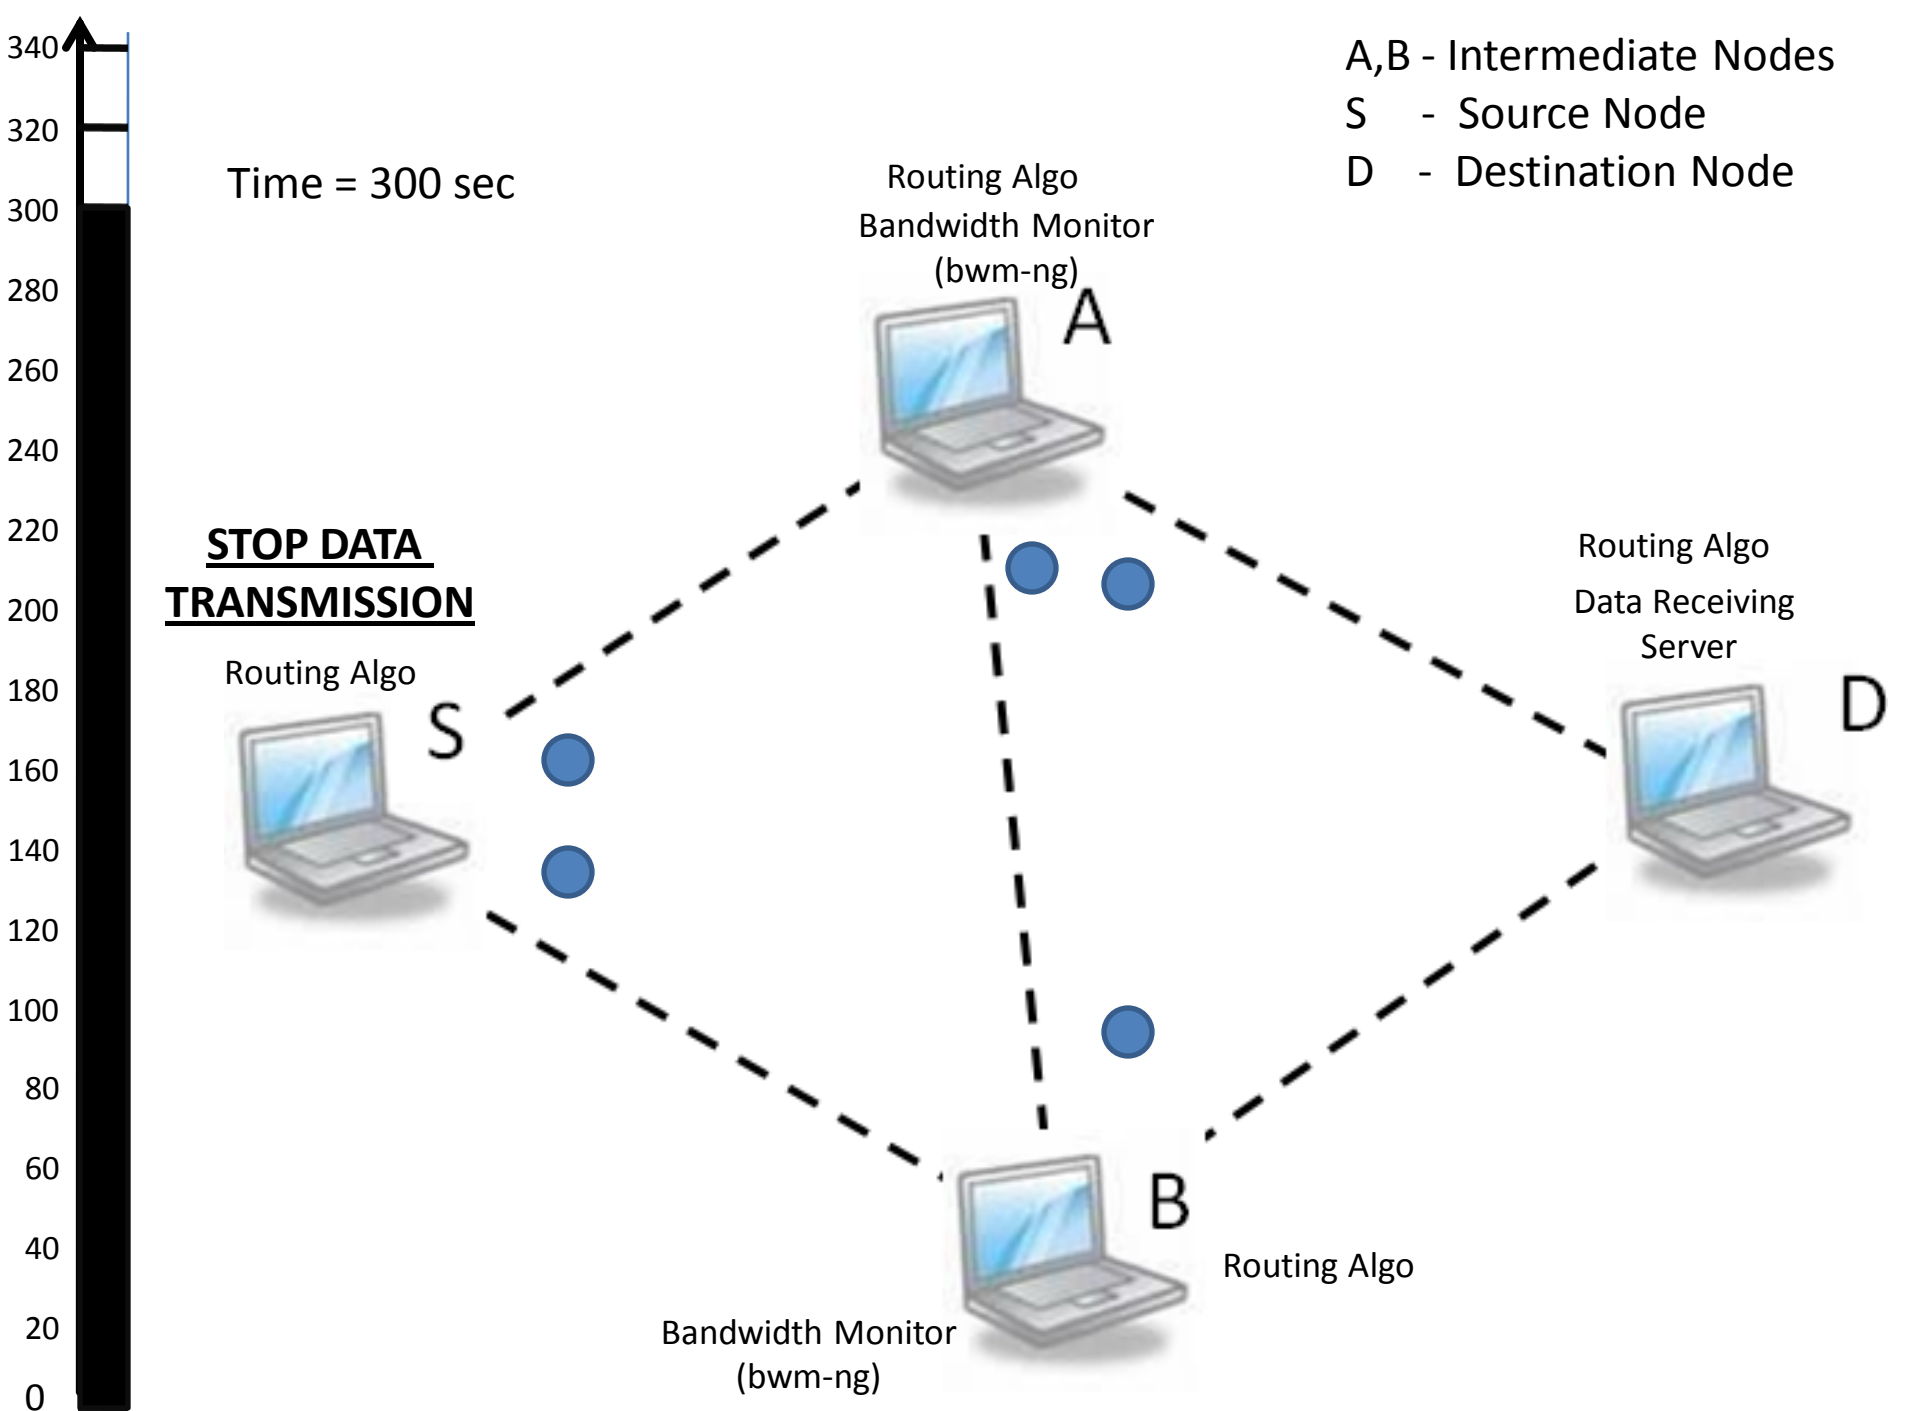 340
320
300
280
260
240
220
200
180
160
140
120
100
80
60
40
20
0
Time = 300 sec
A,B - Intermediate Nodes
S - Source Node
D - Destination Node
Routing Algo
Bandwidth Monitor
(bwm-ng)
A
STOP DATA
TRANSMISSION
Routing Algo
S
Routing Algo
Data Receiving
Server
D
B
Routing Algo
Bandwidth Monitor
(bwm-ng)